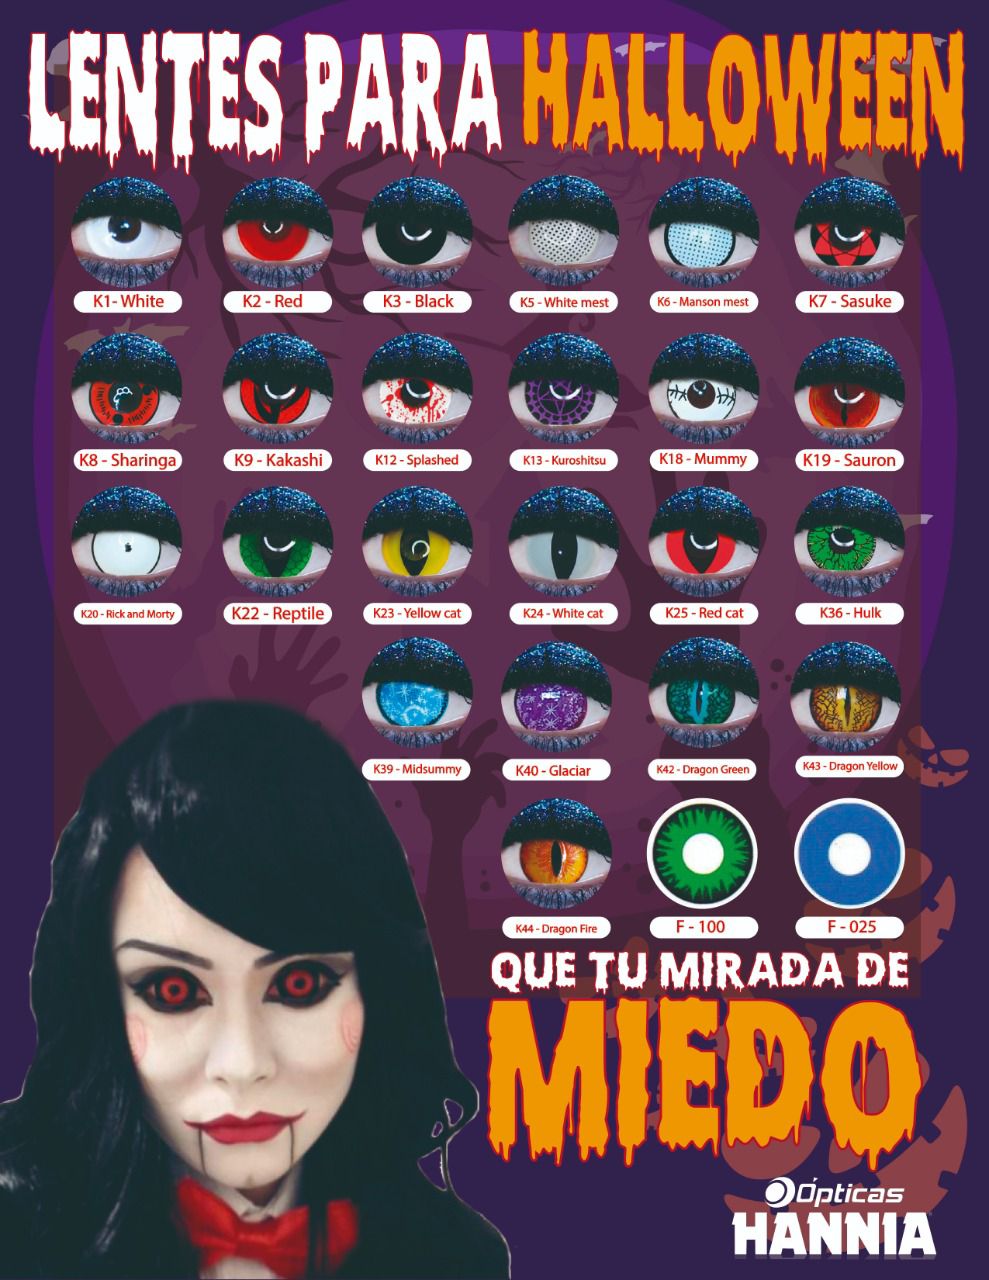 LENTES PARA HALLOWEEN
K1- White
K2 - Red
K3 - Black
K5 - White mest
K6 - Manson mest
K7 - Sasuke
K8 - Sharinga
K9 - Kakashi
K12 - Splashed
K13 - Kuroshitsu
K18 - Mummy
K19 - Sauron
K20 - Rick and Morty
K22 - Reptile
K23 - Yellow cat
K24 - White cat
K25 - Red cat
K36 - Hulk
K39 - Midsummy
K40 - Glaciar
K42 - Dragon Green
K43 - Dragon Yellow
K44 - Dragon Fire
F - 100
F - 025
QUE TU MIRADA DE
MIEDO
Ópticas
HANNIA